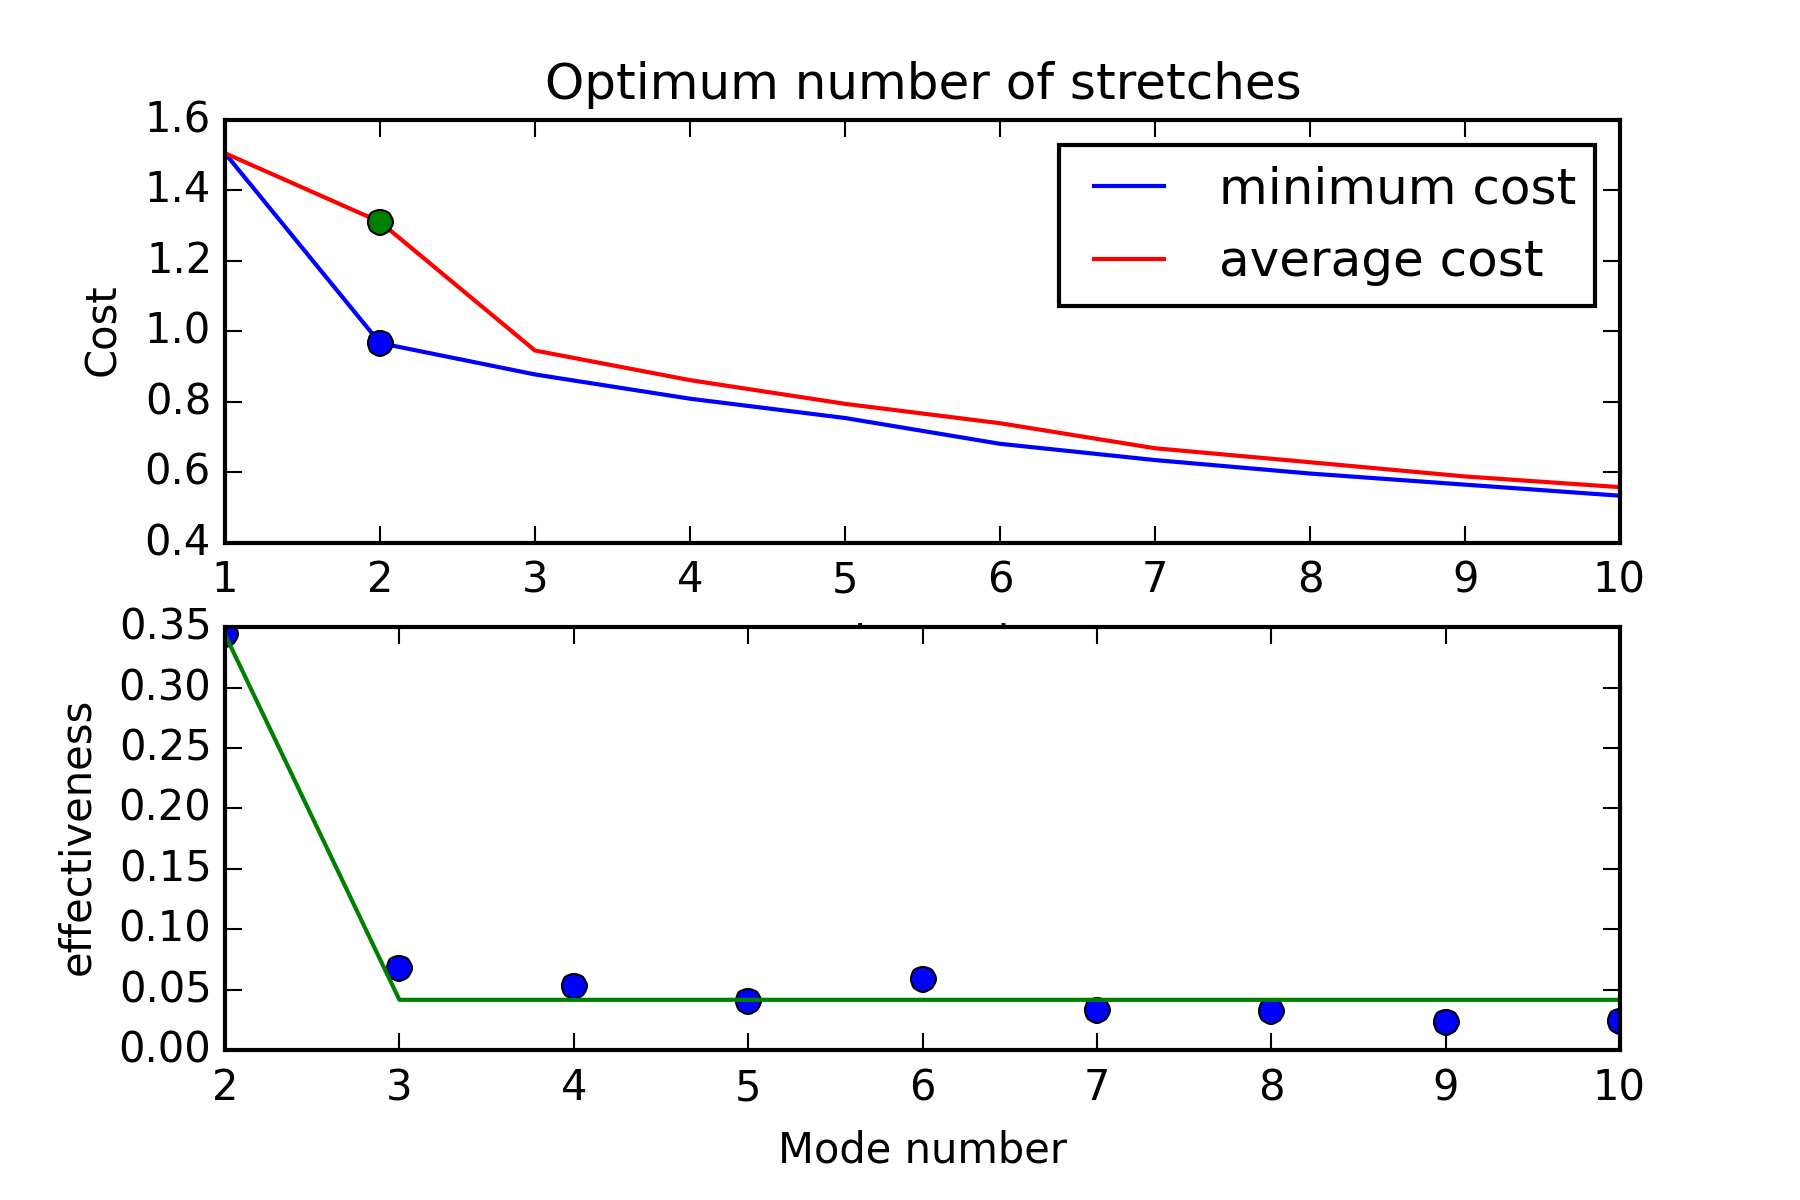 Optimum number of stretches
Cost
1.6
1.4
1.2
1.0
0.8
0.6
0.4
minimum cost
average cost
1 2 3 4 5 6 7 8 9 10
effectiveness
0.35
0.30
0.25
0.20
0.15
0.10
0.05
0.00
2 3 4 5 6 7 8 9 10
Mode number